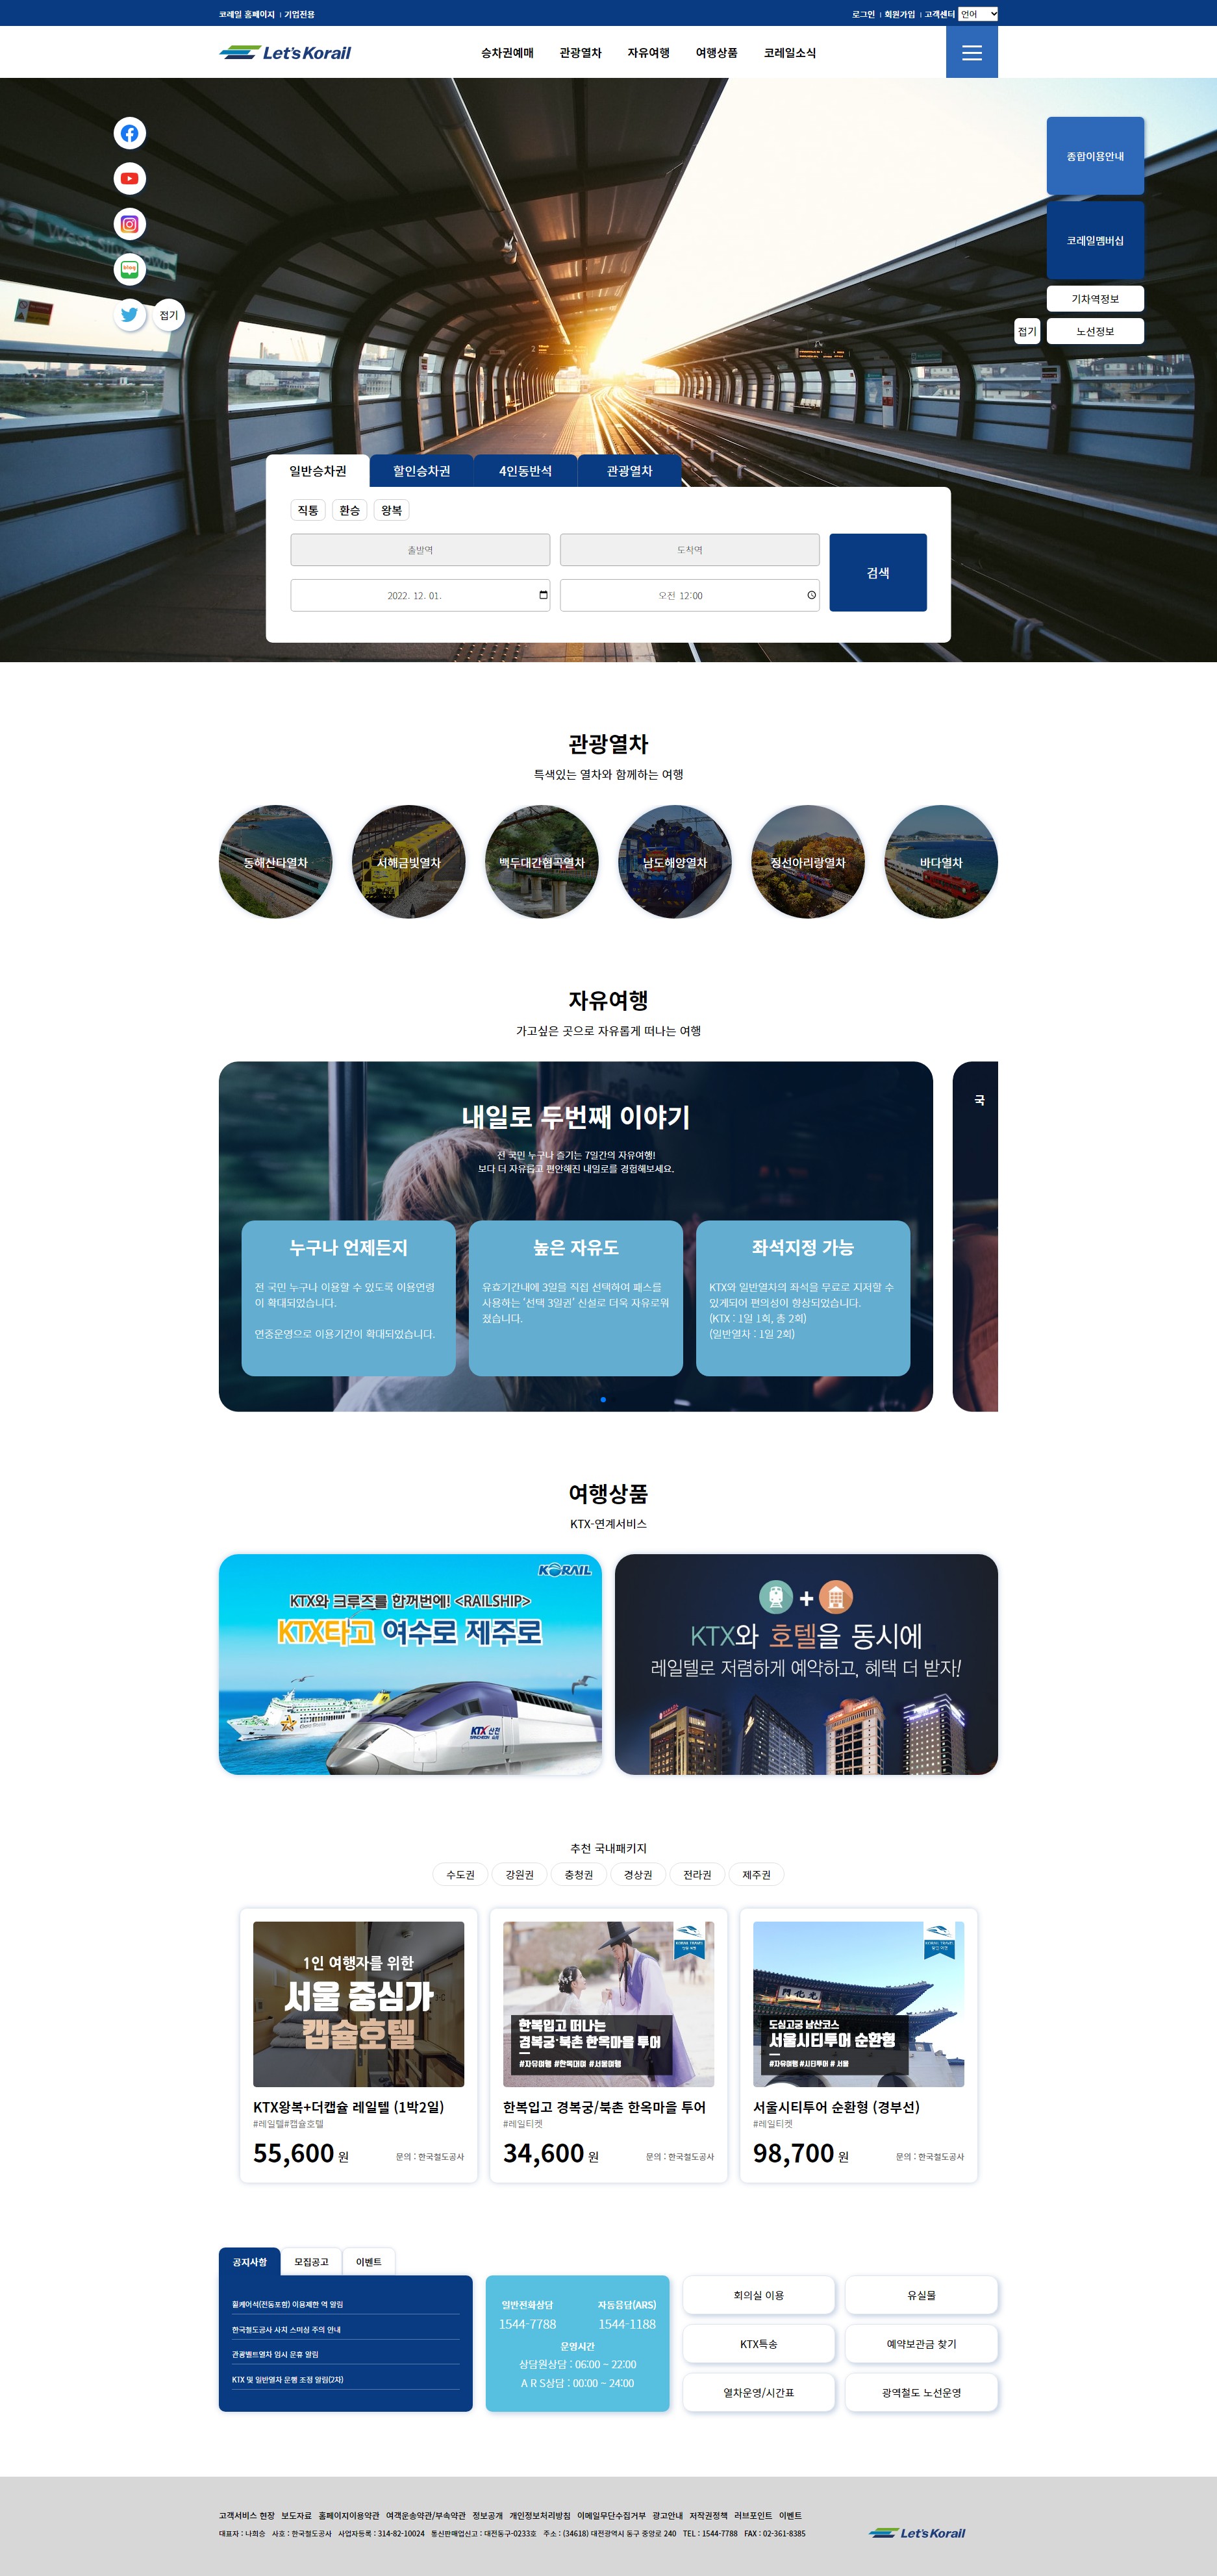 코레일 홈페이지 | 기업전용
로그인 | 회원가입 | 고객센터 언어
Let's Korail
승차권예매 관광열차 자유여행 여행상품 코레일소식
종합이용안내
코레일멤버십
기차역정보
접기
접기 노선정보
일반승차권 할인승차권 4인동반석 관광열차
직통 환승 왕복
출발역 도착역
검색
2022. 12. 01. 오전 12:00
관광열차
특색있는 열차와 함께하는 여행
동해산타열차 서해금빛열차 백두대간협곡열차 남도해양열차 정선아리랑열차 바다열차
자유여행
가고싶은 곳으로 자유롭게 떠나는 여행
국
내일로 두번째 이야기
전 국민 누구나 즐기는 7일간의 자유여행!
보다 더 자유롭고 편안해진 내일로를 경험해보세요.
누구나 언제든지
전 국민 누구나 이용할 수 있도록 이용연령
이 확대되었습니다.
연중운영으로 이용기간이 확대되었습니다.
높은 자유도
유효기간내에 3일을 직접 선택하여 패스를
사용하는 '선택 3일권' 신설로 더욱 자유로워
졌습니다.
좌석지정 가능
KTX와 일반열차의 좌석을 무료로 지저할 수
있게되어 편의성이 향상되었습니다.
(KTX : 1일 1회, 총 2회)
(일반열차 : 1일 2회)
여행상품
KTX-연계서비스
KORAIL
KTX와 크루즈를 한꺼번에! <RAILSHIP>
KTX타고 여수로 제주로
KTX 산천
+
KTX와 호텔을 동시에
레일텔로 저렴하게 예약하고, 혜택 더 받자!
추천 국내패키지
수도권 강원권 충청권 경상권 전라권 제주권
1인 여행자를 위한
서울 중심가
캡슐호텔
KTX왕복+더캡슐 레일텔 (1박2일)
#레일텔#캡슐호텔
55,600 원 문의 : 한국철도공사
KORAIL TRAVEL
한복입고 떠나는
경복궁·북촌 한옥마을 투어
#자유여행 #한복대여 #서울여행
한복입고 경복궁/북촌 한옥마을 투어
#레일티켓
34,600 원 문의 : 한국철도공사
KORAIL TRAVEL
도심고궁 남산코스
서울시티투어 순환형
#자유여행 #시티투어 # 서울
서울시티투어 순환형 (경부선)
#레일티켓
98,700 원 문의 : 한국철도공사
공지사항 모집공고 이벤트
휠케어석(전동포함) 이용제한 역 알림
한국철도공사 사치 스미싱 주의 안내
관광벨트열차 임시 운휴 알림
KTX 및 일반열차 운행 조정 알림(2차)
일반전화상담 자동응답(ARS)
1544-7788 1544-1188
운영시간
상담원상담 : 06:00 ~ 22:00
A R S상담 : 00:00 ~ 24:00
회의실 이용 유실물
KTX특송 예약보관금 찾기
열차운영/시간표 광역철도 노선운영
고객서비스 헌장 보도자료 홈페이지이용약관 여객운송약관/부속약관 정보공개 개인정보처리방침 이메일무단수집거부 광고안내 저작권정책 러브포인트 이벤트
대표자 : 나희승 사호 : 한국철도공사 사업자등록 : 314-82-10024 통신판매업신고 : 대전동구-0233호 주소 : (34618) 대전광역시 동구 중앙로 240 TEL : 1544-7788 FAX : 02-361-8385
Let's Korail